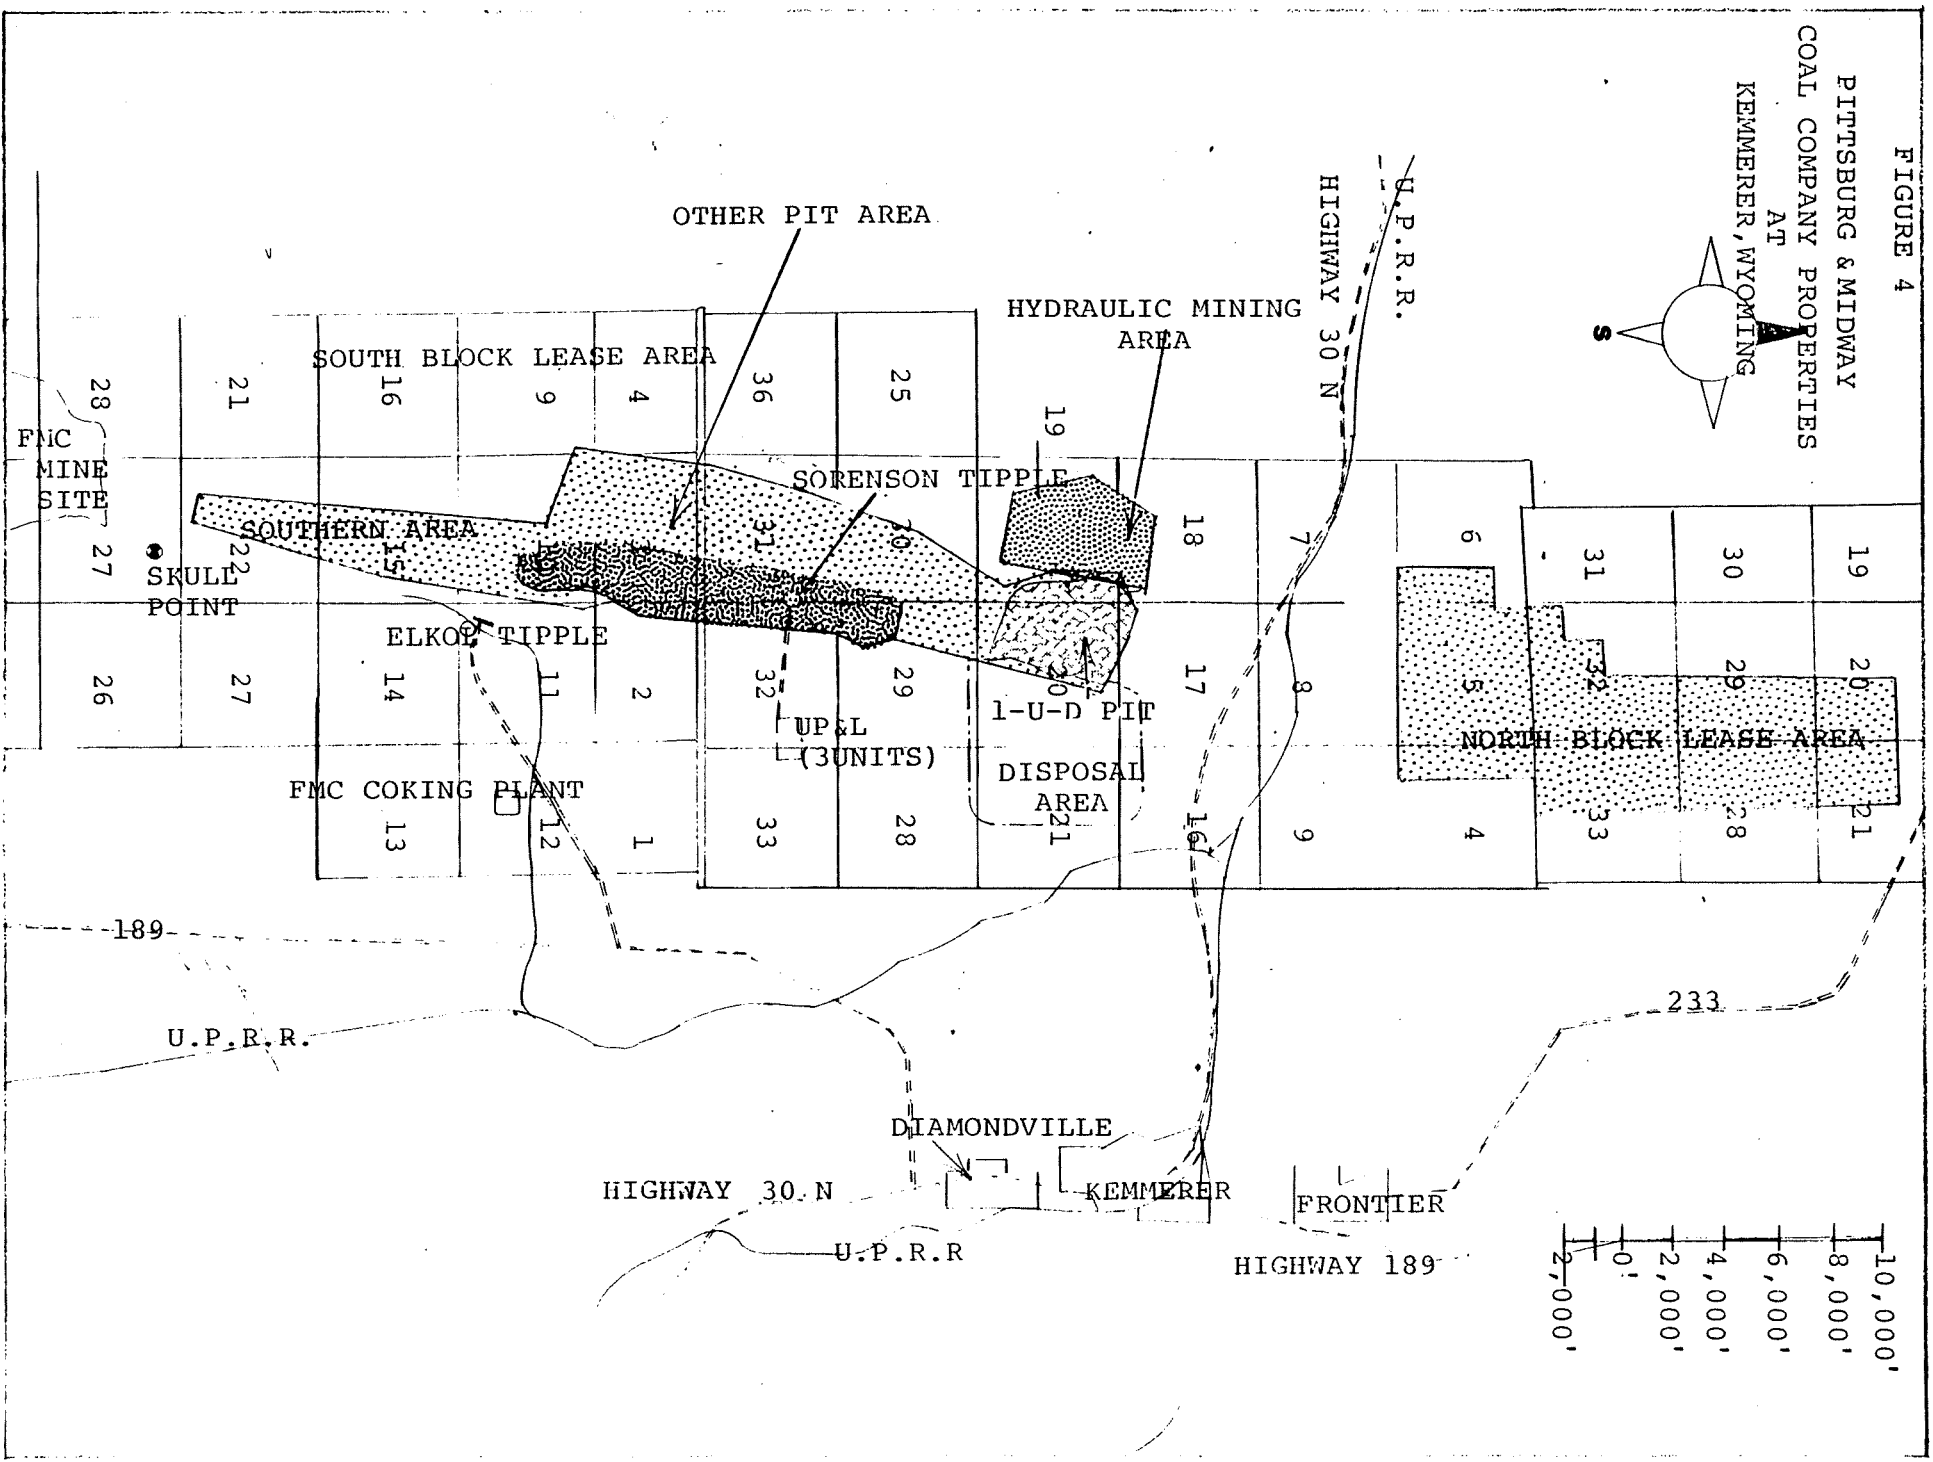 FIGURE 4
PITTSBURG & MIDWAY
COAL COMPANY PROPERTIES
AT
KEMMERER, WYOMING
S
U.P.R.R.
HIGHWAY 30 N
OTHER PIT AREA
HYDRAULIC MINING
AREA
SOUTH BLOCK LEASE AREA
28
21
16
9
4
36
25
19
FMC
MINE
SITE
SORENSON TIPPLE
SOUTHERN AREA
27
22
15
31
30
18
7
6
31
30
19
SKULL
POINT
ELKOL TIPPLE
26
27
14
11
2
32
29
20
17
8
5
32
29
20
UP&L
(3UNITS)
1-U-D PIT
NORTH BLOCK LEASE AREA
FMC COKING PLANT
DISPOSAL
AREA
13
12
1
33
28
21
16
9
4
33
28
21
189
233
U.P.R.R.
DIAMONDVILLE
HIGHWAY 30 N
KEMMERER
FRONTIER
U.P.R.R
HIGHWAY 189
2,000'
0'
2,000'
4,000'
6,000'
8,000'
10,000'